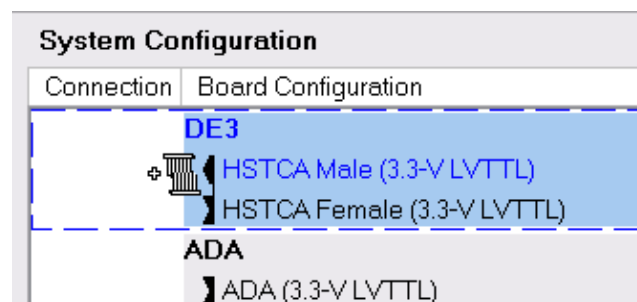 System Configuration
Connection Board Configuration
DE3
HSTCA Male (3.3-V LVTTL)
HSTCA Female (3.3-V LVTTL)
ADA
ADA (3.3-V LVTTL)